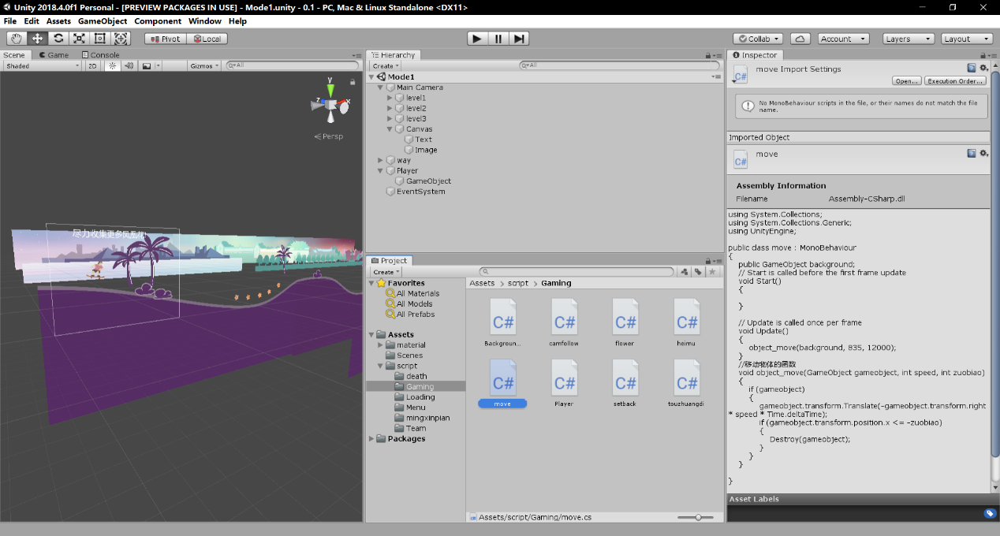 Unity 2018.4.0f1 Personal - [PREVIEW PACKAGES IN USE] - Mode1.unity - 0.1 - PC, Mac & Linux Standalone <DX11>
File Edit Assets GameObject Component Window Help
Pivot Local Collab Account Layers Layout
Scene Game Console
Shaded 2D Gizmos All
y
z x
Persp
尽力收集更多凤凰花!
Hierarchy
Create All
Mode1
Main Camera
level1
level2
level3
Canvas
Text
Image
way
Player
GameObject
EventSystem
Project
Create
Favorites
All Materials
All Models
All Prefabs
Assets
material
Scenes
script
death
Gaming
Loading
Menu
mingxinpian
Team
Packages
Assets > script > Gaming
C# C# C# C#
Backgroun... camfollow flower heimu
C# C# C# C#
move Player setback touzhuangdi
Assets/script/Gaming/move.cs
Inspector
C# move Import Settings
Open... Execution Order...
No MonoBehaviour scripts in the file, or their names do not match the file
name.
Imported Object
C# move
Assembly Information
Filename Assembly-CSharp.dll
using System.Collections;
using System.Collections.Generic;
using UnityEngine;
public class move : MonoBehaviour
{
public GameObject background;
// Start is called before the first frame update
void Start()
{
}
// Update is called once per frame
void Update()
{
object_move(background, 835, 12000);
}
//移动物体的函数
void object_move(GameObject gameobject, int speed, int zuobiao)
{
if (gameobject)
{ gameobject.transform.Translate(-gameobject.transform.right
* speed * Time.deltaTime);
if (gameobject.transform.position.x <= -zuobiao)
{
Destroy(gameobject);
}
}
}
}
Asset Labels